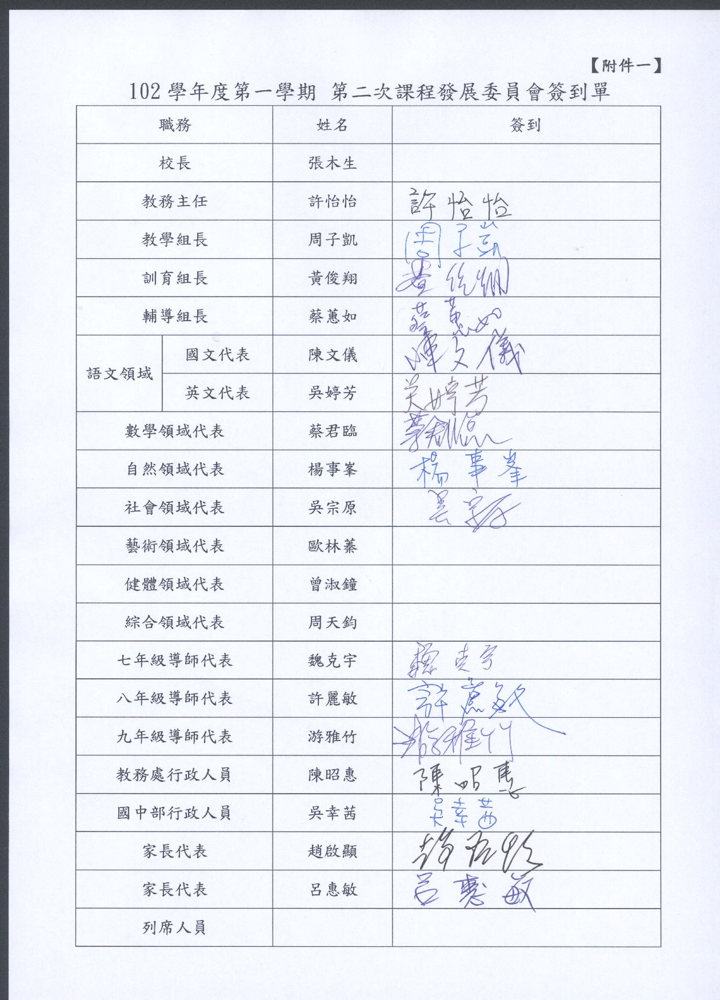 【附件一】
102 學年度第一學期 第二次課程發展委員會簽到單
職務 姓名 簽到
校長 張木生
教務主任 許怡怡 許怡怡
教學組長 周子凱 周子凱
訓育組長 黃俊翔 黃俊翔
輔導組長 蔡蕙如 蔡蕙如
語文領域 國文代表 陳文儀 陳文儀
英文代表 吳婷芳 吳婷芳
數學領域代表 蔡君臨 蔡君臨
自然領域代表 楊事峯 楊事峯
社會領域代表 吳宗原 吳宗原
藝術領域代表 歐林蓁
健體領域代表 曾淑鐘
綜合領域代表 周天鈞
七年級導師代表 魏克宇 魏克宇
八年級導師代表 許麗敏 許麗敏
九年級導師代表 游雅竹 游雅竹
教務處行政人員 陳昭惠 陳昭惠
國中部行政人員 吳幸茜 吳幸茜
家長代表 趙啟顯 趙啟顯
家長代表 呂惠敏 呂惠敏
列席人員